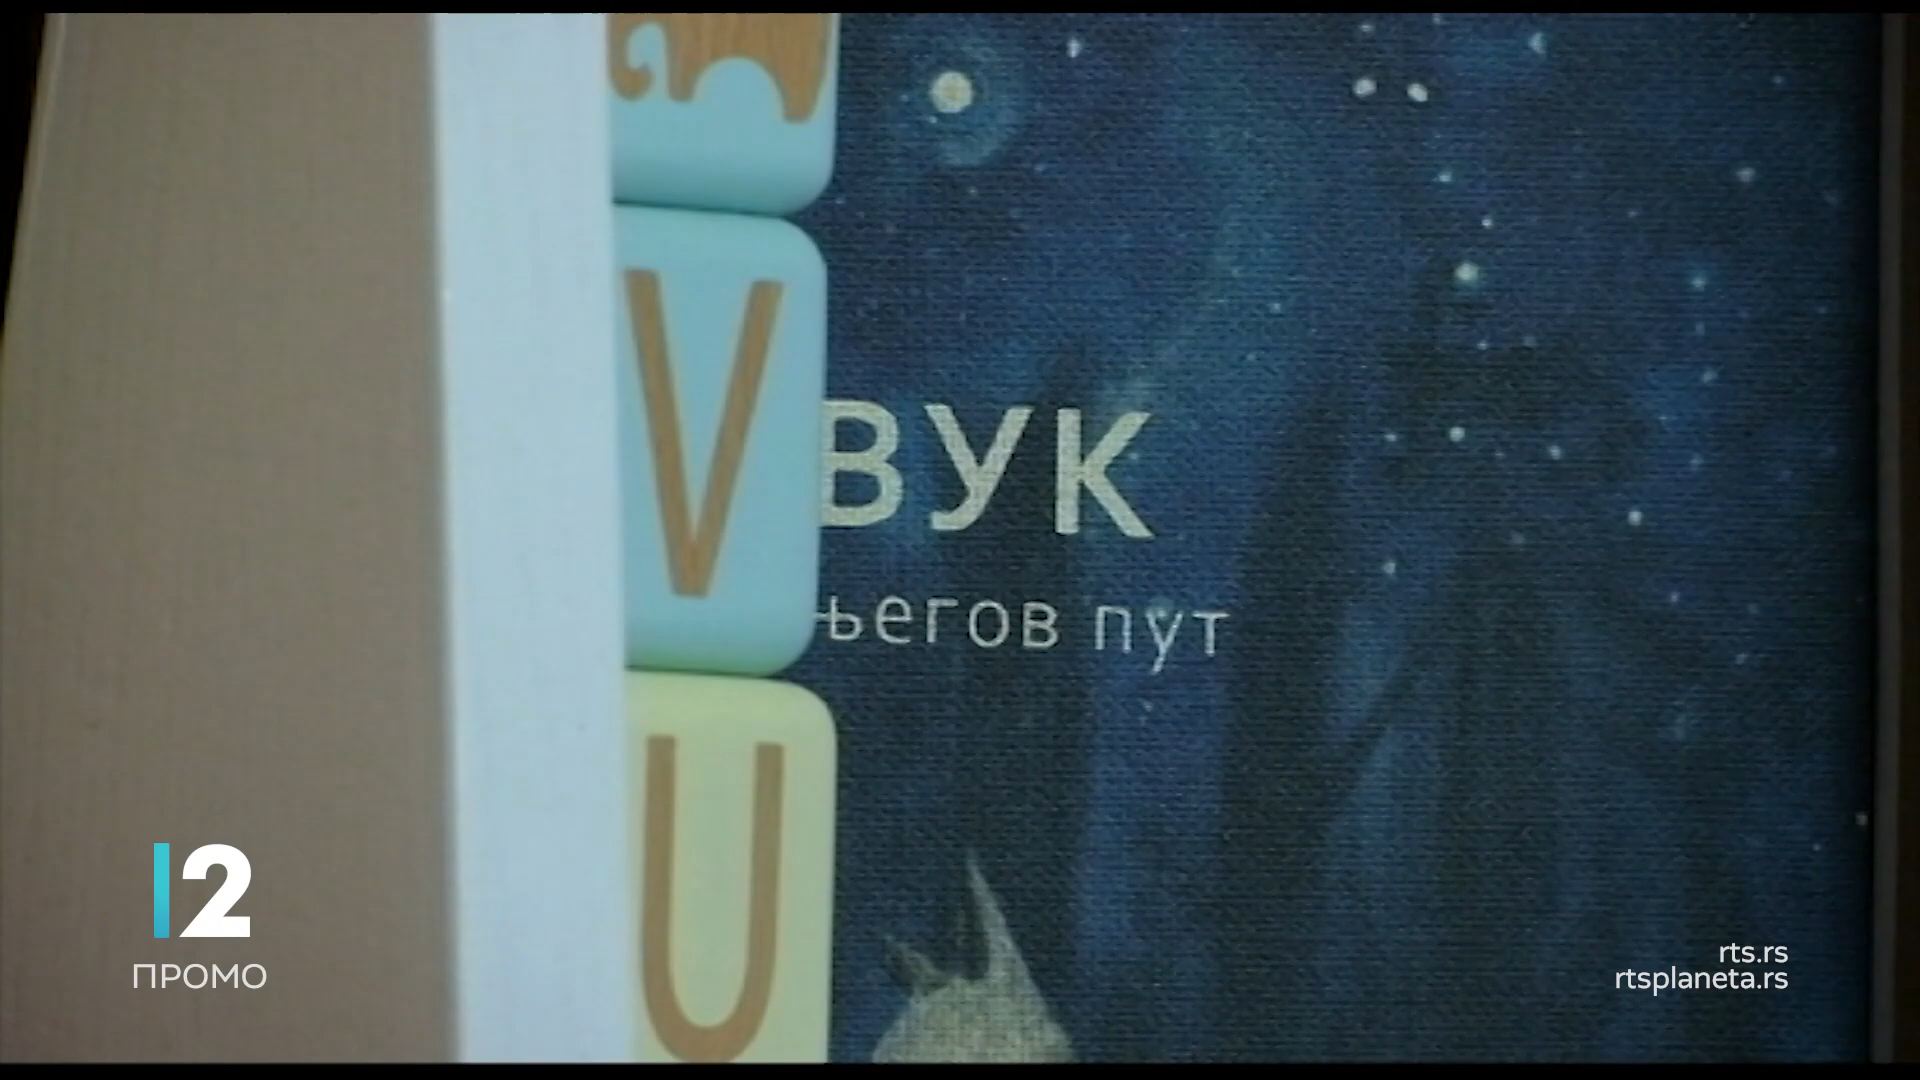 V
U
ВУК
његов пут
|2
ПРОМО
rts.rs
rtsplaneta.rs